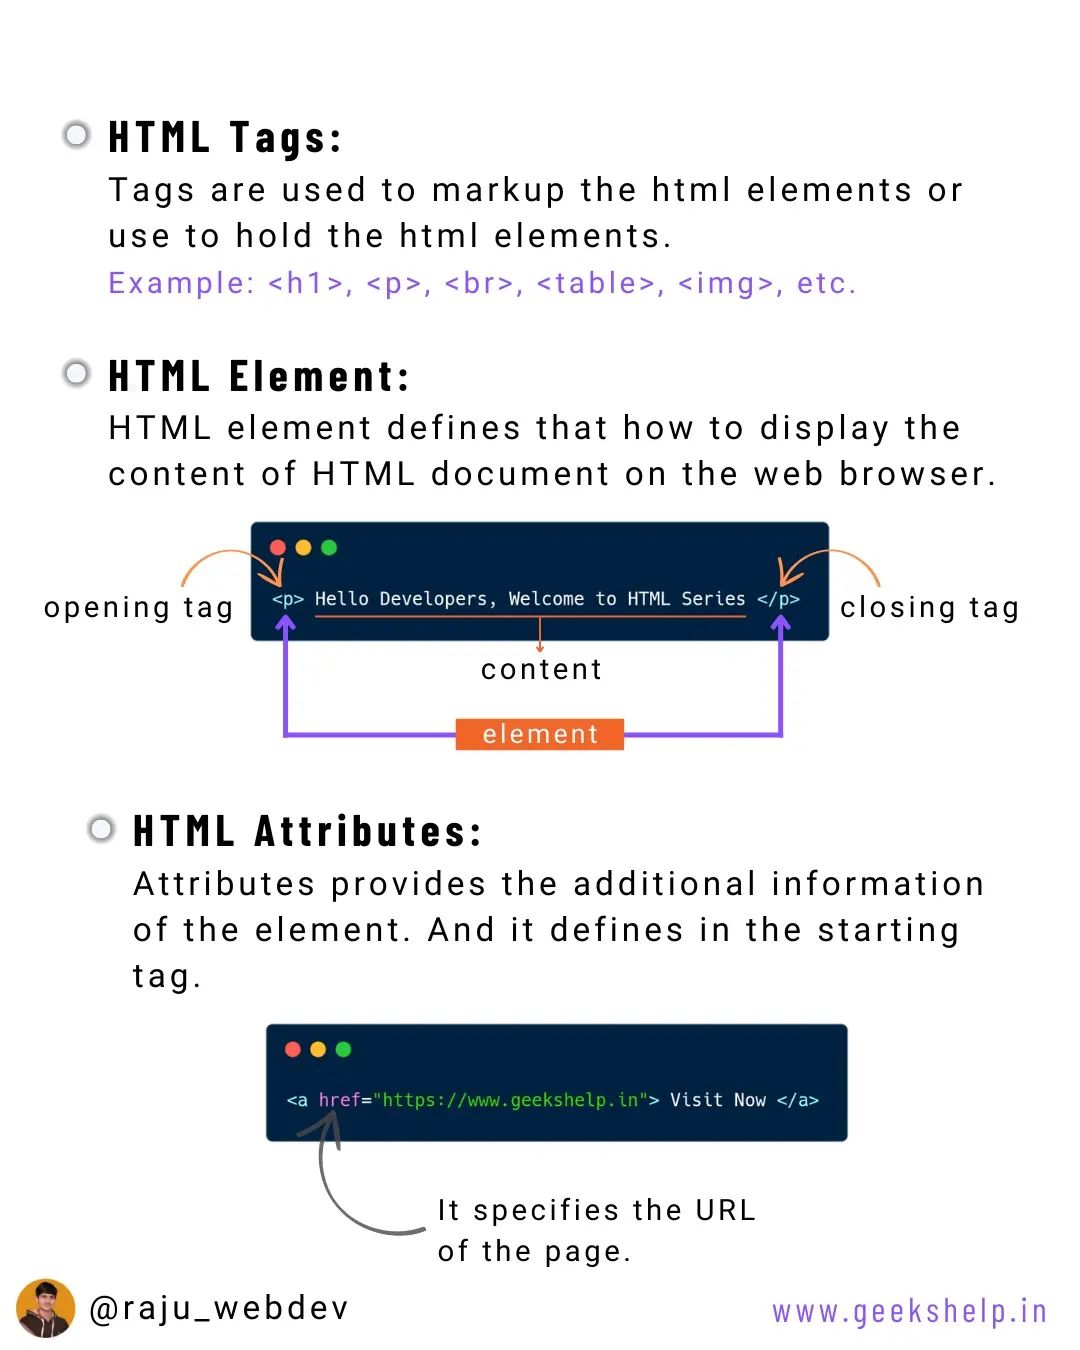 HTML Tags:
Tags are used to markup the html elements or
use to hold the html elements.
Example: <h1>, <p>, <br>, <table>, <img>, etc.
HTML Element:
HTML element defines that how to display the
content of HTML document on the web browser.
<p> Hello Developers, Welcome to HTML Series </p>
opening tag
closing tag
content
element
HTML Attributes:
Attributes provides the additional information
of the element. And it defines in the starting
tag.
<a href="https://www.geekshelp.in"> Visit Now </a>
It specifies the URL
of the page.
@raju_webdev
www.geekshelp.in